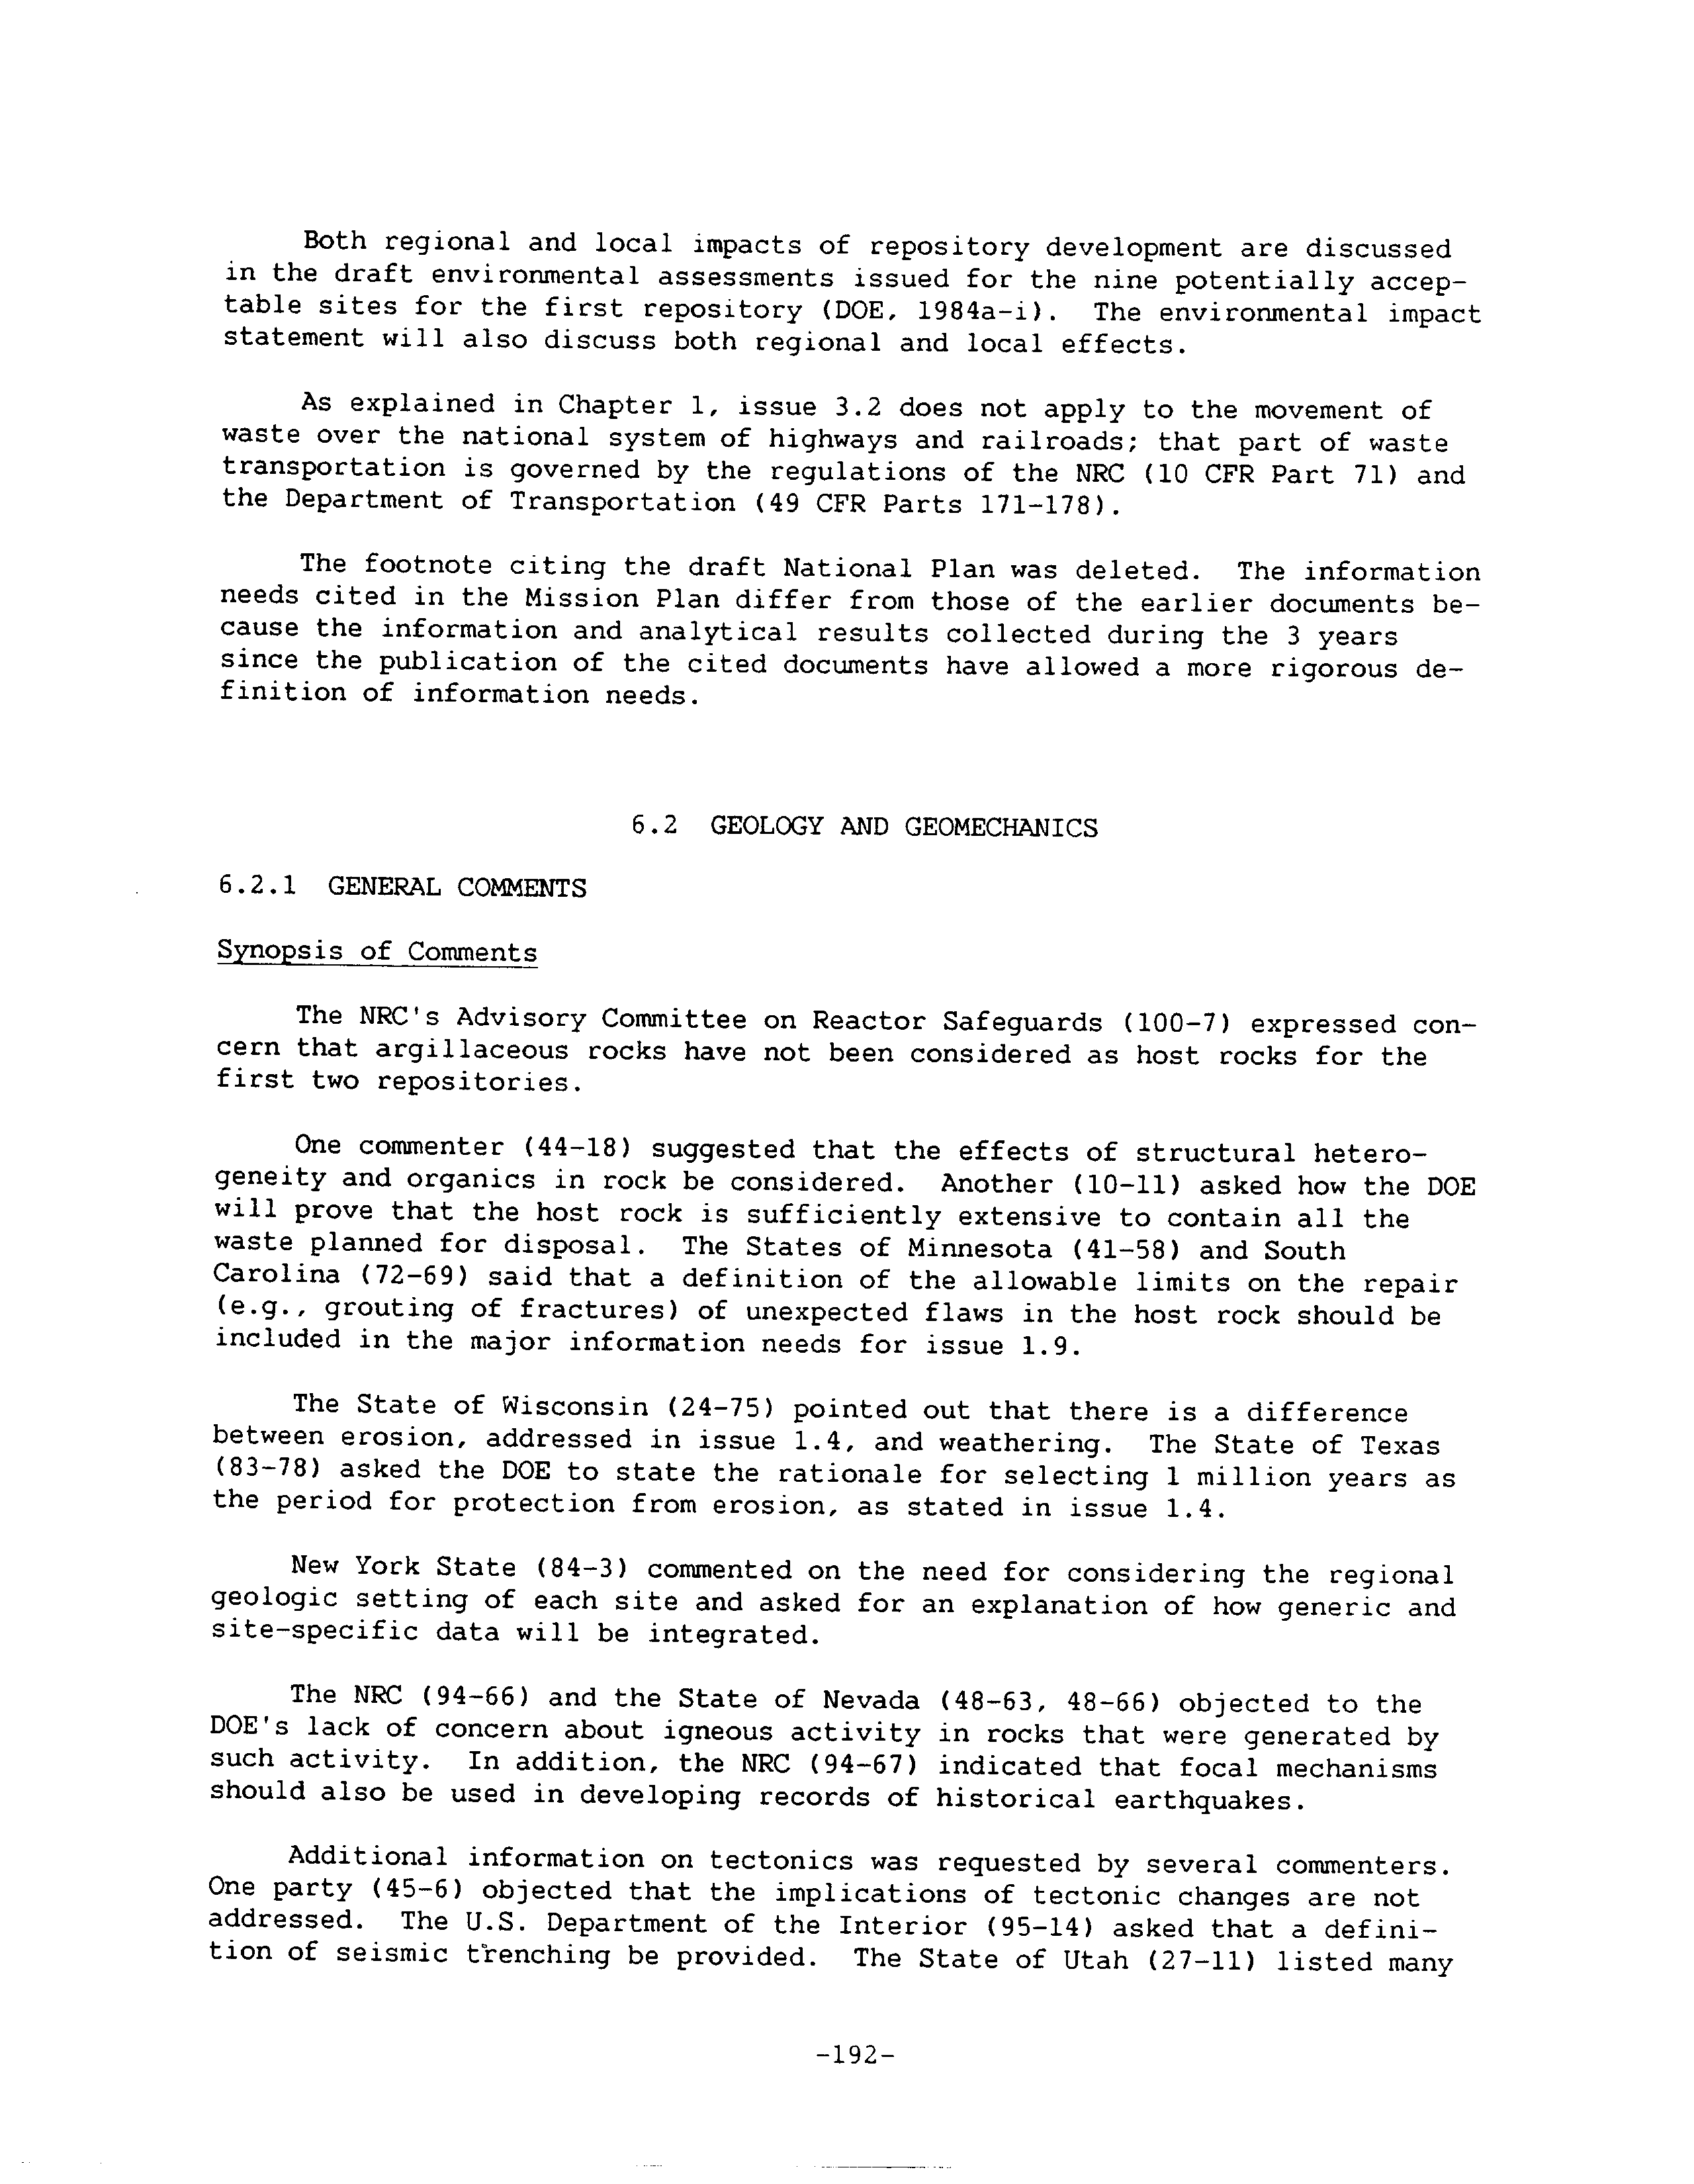 Both regional and local impacts of repository development are discussed
in the draft environmental assessments issued for the nine potentially accep-
table sites for the first repository (DOE, 1984a-i).  The environmental impact
statement will also discuss both regional and local effects.
As explained in Chapter 1, issue 3.2 does not apply to the movement of
waste over the national system of highways and railroads; that part of waste
transportation is governed by the regulations of the NRC (10 CFR Part 71) and
the Department of Transportation (49 CFR Parts 171-178).
The footnote citing the draft National Plan was deleted.  The information
needs cited in the Mission Plan differ from those of the earlier documents be-
cause the information and analytical results collected during the 3 years
since the publication of the cited documents have allowed a more rigorous de-
finition of information needs.
6.2  GEOLOGY AND GEOMECHANICS
6.2.1  GENERAL COMMENTS
Synopsis of Comments
The NRC's Advisory Committee on Reactor Safeguards (100-7) expressed con-
cern that argillaceous rocks have not been considered as host rocks for the
first two repositories.
One commenter (44-18) suggested that the effects of structural hetero-
geneity and organics in rock be considered.  Another (10-11) asked how the DOE
will prove that the host rock is sufficiently extensive to contain all the
waste planned for disposal.  The States of Minnesota (41-58) and South
Carolina (72-69) said that a definition of the allowable limits on the repair
(e.g., grouting of fractures) of unexpected flaws in the host rock should be
included in the major information needs for issue 1.9.
The State of Wisconsin (24-75) pointed out that there is a difference
between erosion, addressed in issue 1.4, and weathering.  The State of Texas
(83-78) asked the DOE to state the rationale for selecting 1 million years as
the period for protection from erosion, as stated in issue 1.4.
New York State (84-3) commented on the need for considering the regional
geologic setting of each site and asked for an explanation of how generic and
site-specific data will be integrated.
The NRC (94-66) and the State of Nevada (48-63, 48-66) objected to the
DOE's lack of concern about igneous activity in rocks that were generated by
such activity.  In addition, the NRC (94-67) indicated that focal mechanisms
should also be used in developing records of historical earthquakes.
Additional information on tectonics was requested by several commenters.
One party (45-6) objected that the implications of tectonic changes are not
addressed.  The U.S. Department of the Interior (95-14) asked that a defini-
tion of seismic trenching be provided.  The State of Utah (27-11) listed many
-192-